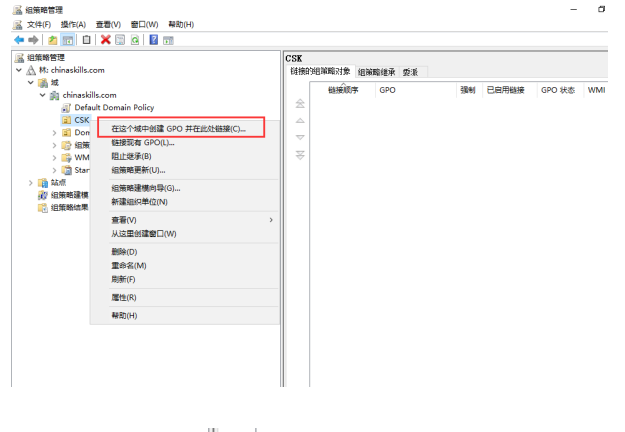 组策略管理
文件(F) 操作(A) 查看(V) 窗口(W) 帮助(H)
组策略管理
林: chinaskills.com
域
chinaskills.com
Default Domain Policy
CSK
Dom
组策
WM
Star
站点
组策略建模
组策略结果
在这个域中创建 GPO 并在此处链接(C)...
链接现有 GPO(L)...
阻止继承(B)
组策略更新(U)...
组策略建模向导(G)...
新建组织单位(N)
查看(V)
从这里创建窗口(W)
删除(D)
重命名(M)
刷新(F)
属性(R)
帮助(H)
CSK
链接的组策略对象 组策略继承 委派
链接顺序 GPO 强制 已启用链接 GPO 状态 WMI